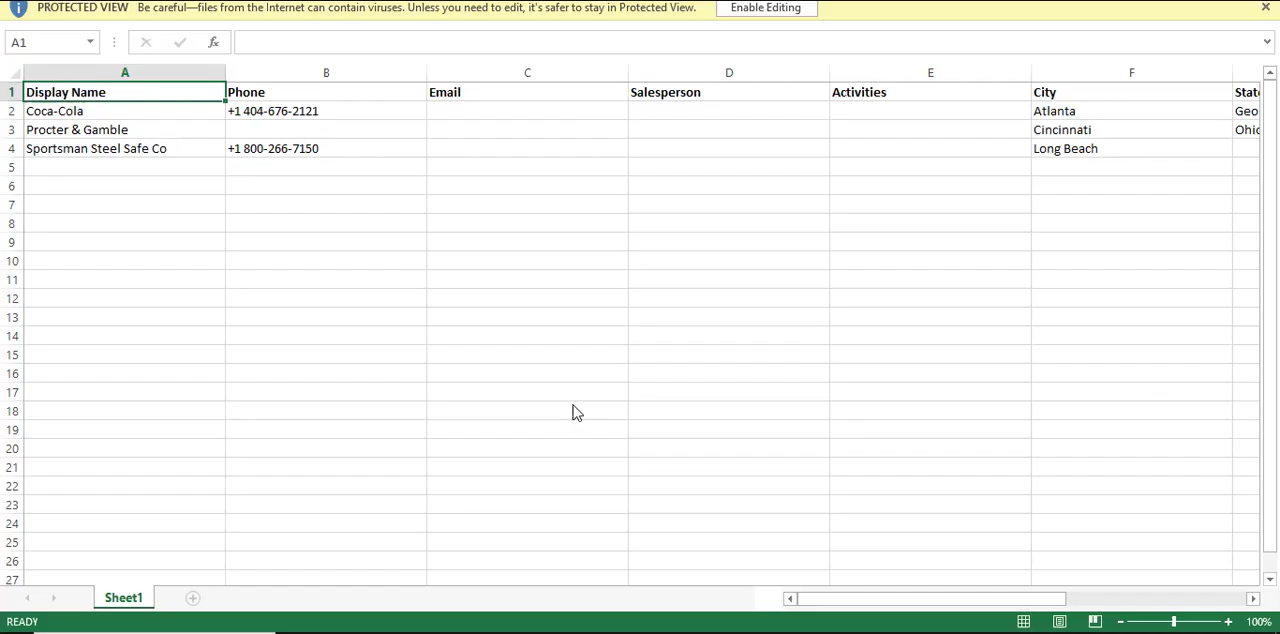 PROTECTED VIEW Be careful—files from the Internet can contain viruses. Unless you need to edit, it's safer to stay in Protected View. Enable Editing
A1 fx
A B C D E F
1 Display Name Phone Email Salesperson Activities City State
2 Coca-Cola +1 404-676-2121 Atlanta Geo
3 Procter & Gamble Cincinnati Ohio
4 Sportsman Steel Safe Co +1 800-266-7150 Long Beach
5
6
7
8
9
10
11
12
13
14
15
16
17
18
19
20
21
22
23
24
25
26
27
Sheet1
READY 100%